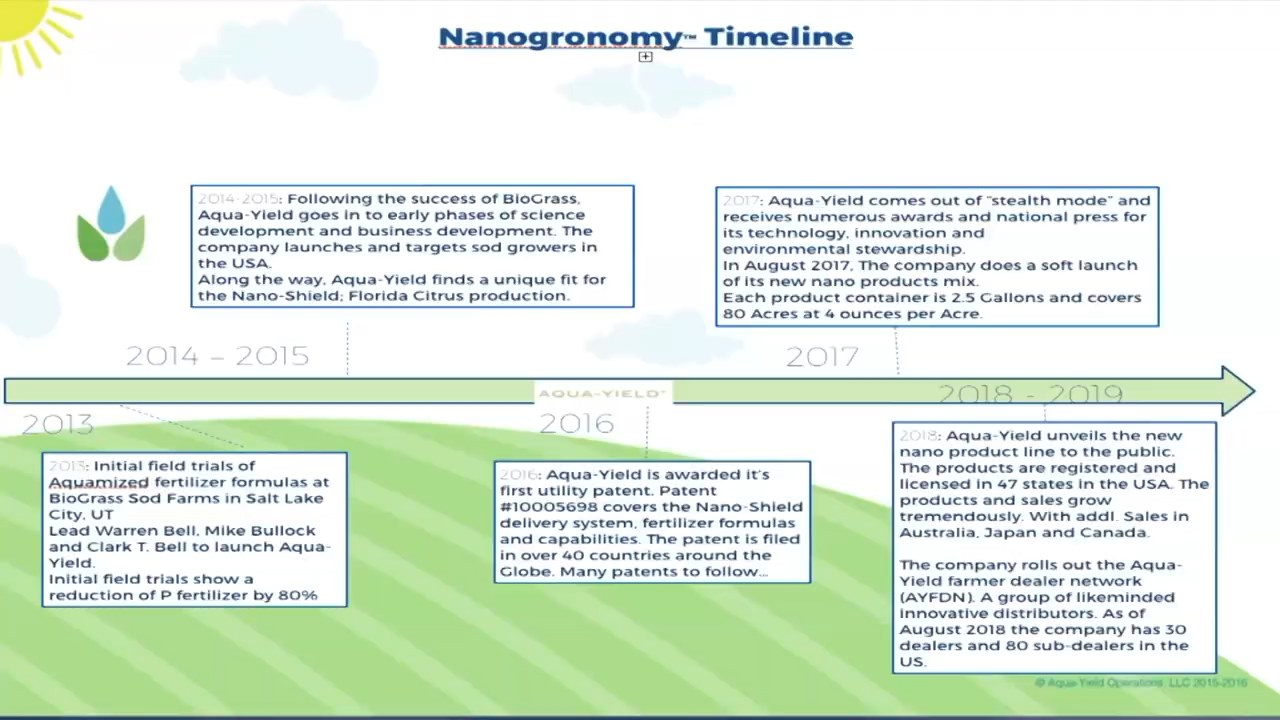 Nanogronomy™ Timeline
2014-2015: Following the success of BioGrass,
Aqua-Yield goes in to early phases of science
development and business development. The
company launches and targets sod growers in
the USA.
Along the way, Aqua-Yield finds a unique fit for
the Nano-Shield; Florida Citrus production.
2017: Aqua-Yield comes out of "stealth mode" and
receives numerous awards and national press for
its technology, innovation and
environmental stewardship.
In August 2017, The company does a soft launch
of its new nano products mix.
Each product container is 2.5 Gallons and covers
80 Acres at 4 ounces per Acre.
2014 – 2015
2017
AQUA-YIELD
2018 - 2019
2013
2016
2013: Initial field trials of
Aquamized fertilizer formulas at
BioGrass Sod Farms in Salt Lake
City, UT
Lead Warren Bell, Mike Bullock
and Clark T. Bell to launch Aqua-
Yield.
Initial field trials show a
reduction of P fertilizer by 80%
2016: Aqua-Yield is awarded it's
first utility patent. Patent
#10005698 covers the Nano-Shield
delivery system, fertilizer formulas
and capabilities. The patent is filed
in over 40 countries around the
Globe. Many patents to follow...
2018: Aqua-Yield unveils the new
nano product line to the public.
The products are registered and
licensed in 47 states in the USA. The
products and sales grow
tremendously. With addl. Sales in
Australia, Japan and Canada.
The company rolls out the Aqua-
Yield farmer dealer network
(AYFDN). A group of likeminded
innovative distributors. As of
August 2018 the company has 30
dealers and 80 sub-dealers in the
US.
© Aqua-Yield Operations, LLC 2015-2016